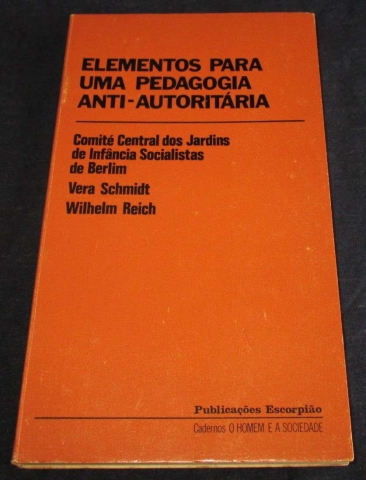 ELEMENTOS PARA
UMA PEDAGOGIA
ANTI-AUTORITÁRIA
Comité Central dos Jardins
de Infância Socialistas
de Berlim
Vera Schmidt
Wilhelm Reich
Publicações Escorpião
Cadernos O HOMEM E A SOCIEDADE